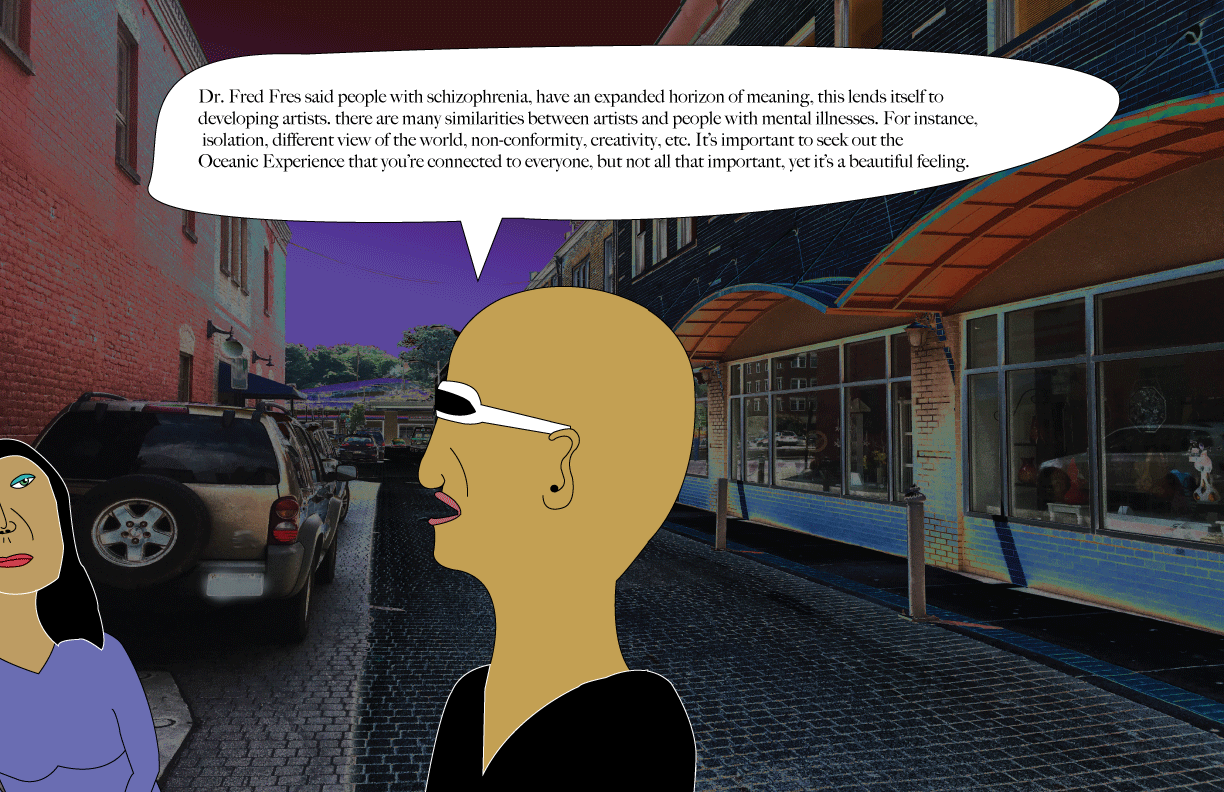 Dr. Fred Fres said people with schizophrenia, have an expanded horizon of meaning, this lends itself to
developing artists. there are many similarities between artists and people with mental illnesses. For instance,
isolation, different view of the world, non-conformity, creativity, etc. It's important to seek out the
Oceanic Experience that you're connected to everyone, but not all that important, yet it's a beautiful feeling.